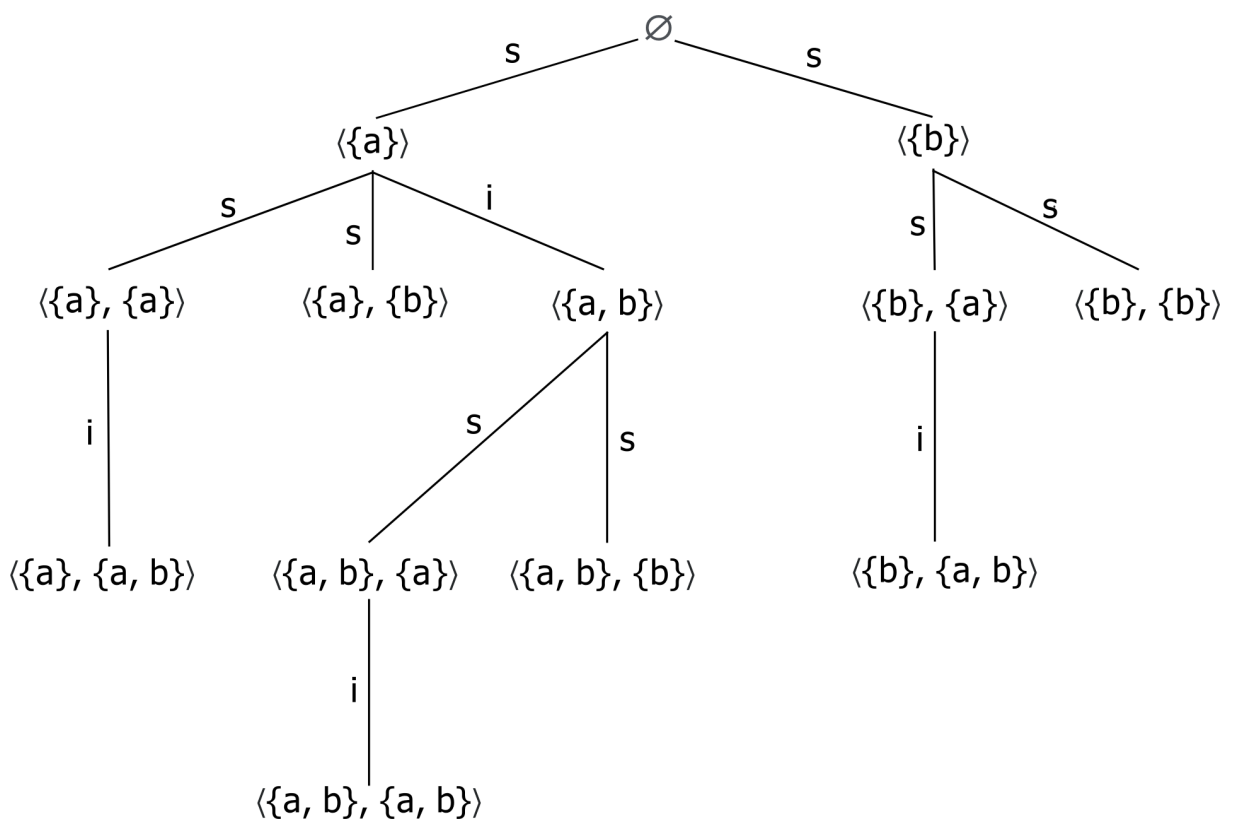 ∅
s s
⟨{a}⟩ ⟨{b}⟩
s s i s s
⟨{a}, {a}⟩ ⟨{a}, {b}⟩ ⟨{a, b}⟩ ⟨{b}, {a}⟩ ⟨{b}, {b}⟩
i s s i
⟨{a}, {a, b}⟩ ⟨{a, b}, {a}⟩ ⟨{a, b}, {b}⟩ ⟨{b}, {a, b}⟩
i
⟨{a, b}, {a, b}⟩